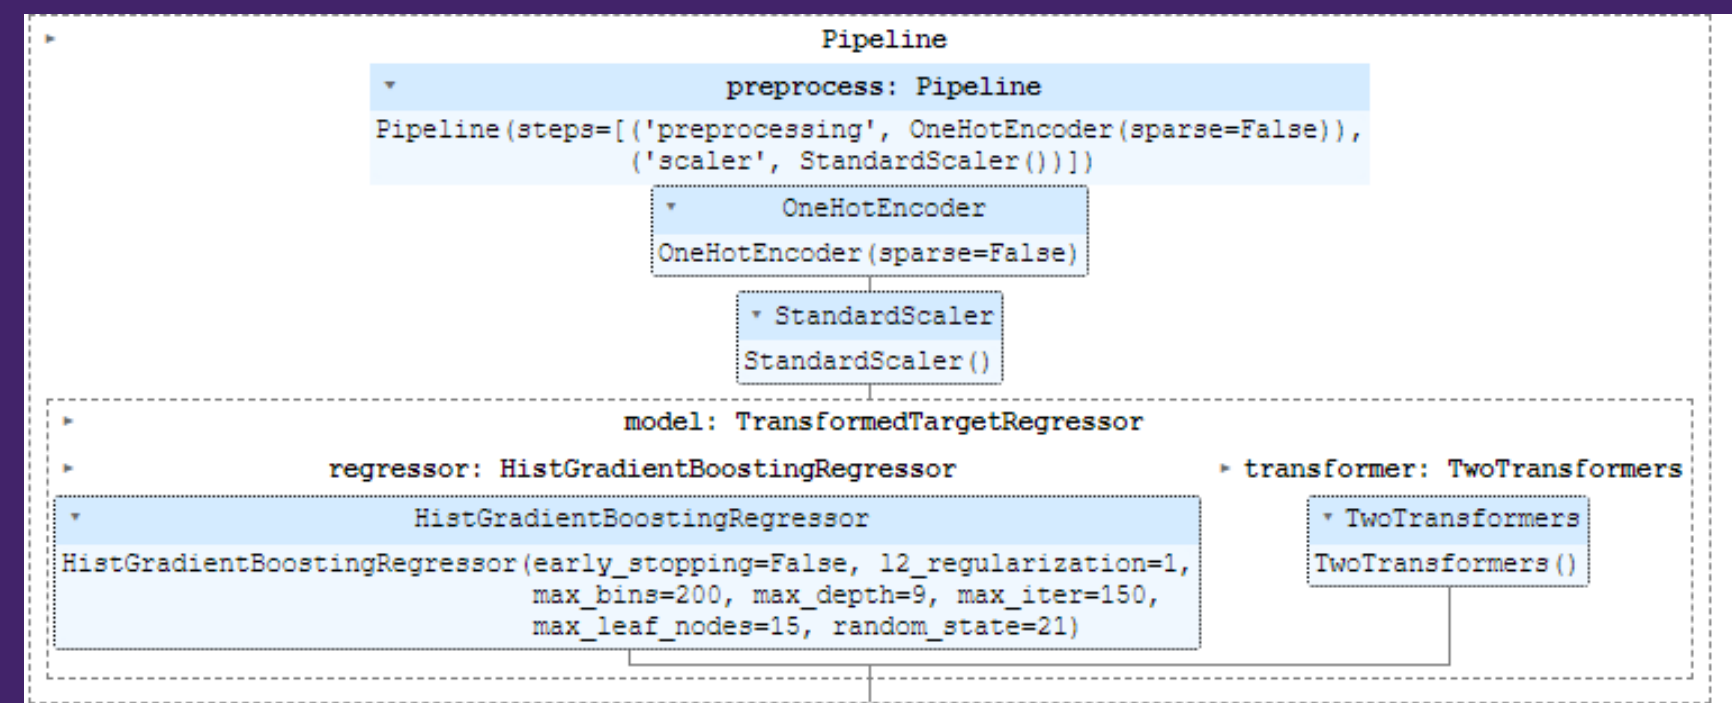 Pipeline
preprocess: Pipeline
Pipeline(steps=[('preprocessing', OneHotEncoder(sparse=False)),
('scaler', StandardScaler())])
OneHotEncoder
OneHotEncoder(sparse=False)
StandardScaler
StandardScaler()
model: TransformedTargetRegressor
regressor: HistGradientBoostingRegressor
transformer: TwoTransformers
HistGradientBoostingRegressor
HistGradientBoostingRegressor(early_stopping=False, l2_regularization=1,
max_bins=200, max_depth=9, max_iter=150,
max_leaf_nodes=15, random_state=21)
TwoTransformers
TwoTransformers()